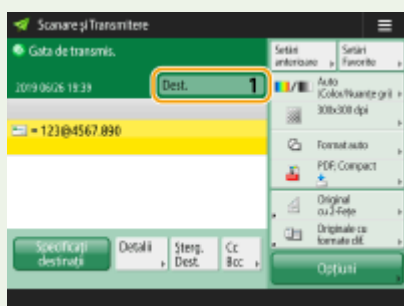 Scanare și Transmitere
Gata de transmis.
2019 06/26 19:39
Dest. 1
= 123@4567.890
Specificați
destinații
Detalii
Șterg.
Dest.
Cc
Bcc
Setări
anterioare
Setări
Favorite
Auto
(Color/Nuanțe gri)
300x300 dpi
Format auto
PDF; Compact
Original
cu 2-Fețe
Originale cu
formate dif.
Opțiuni